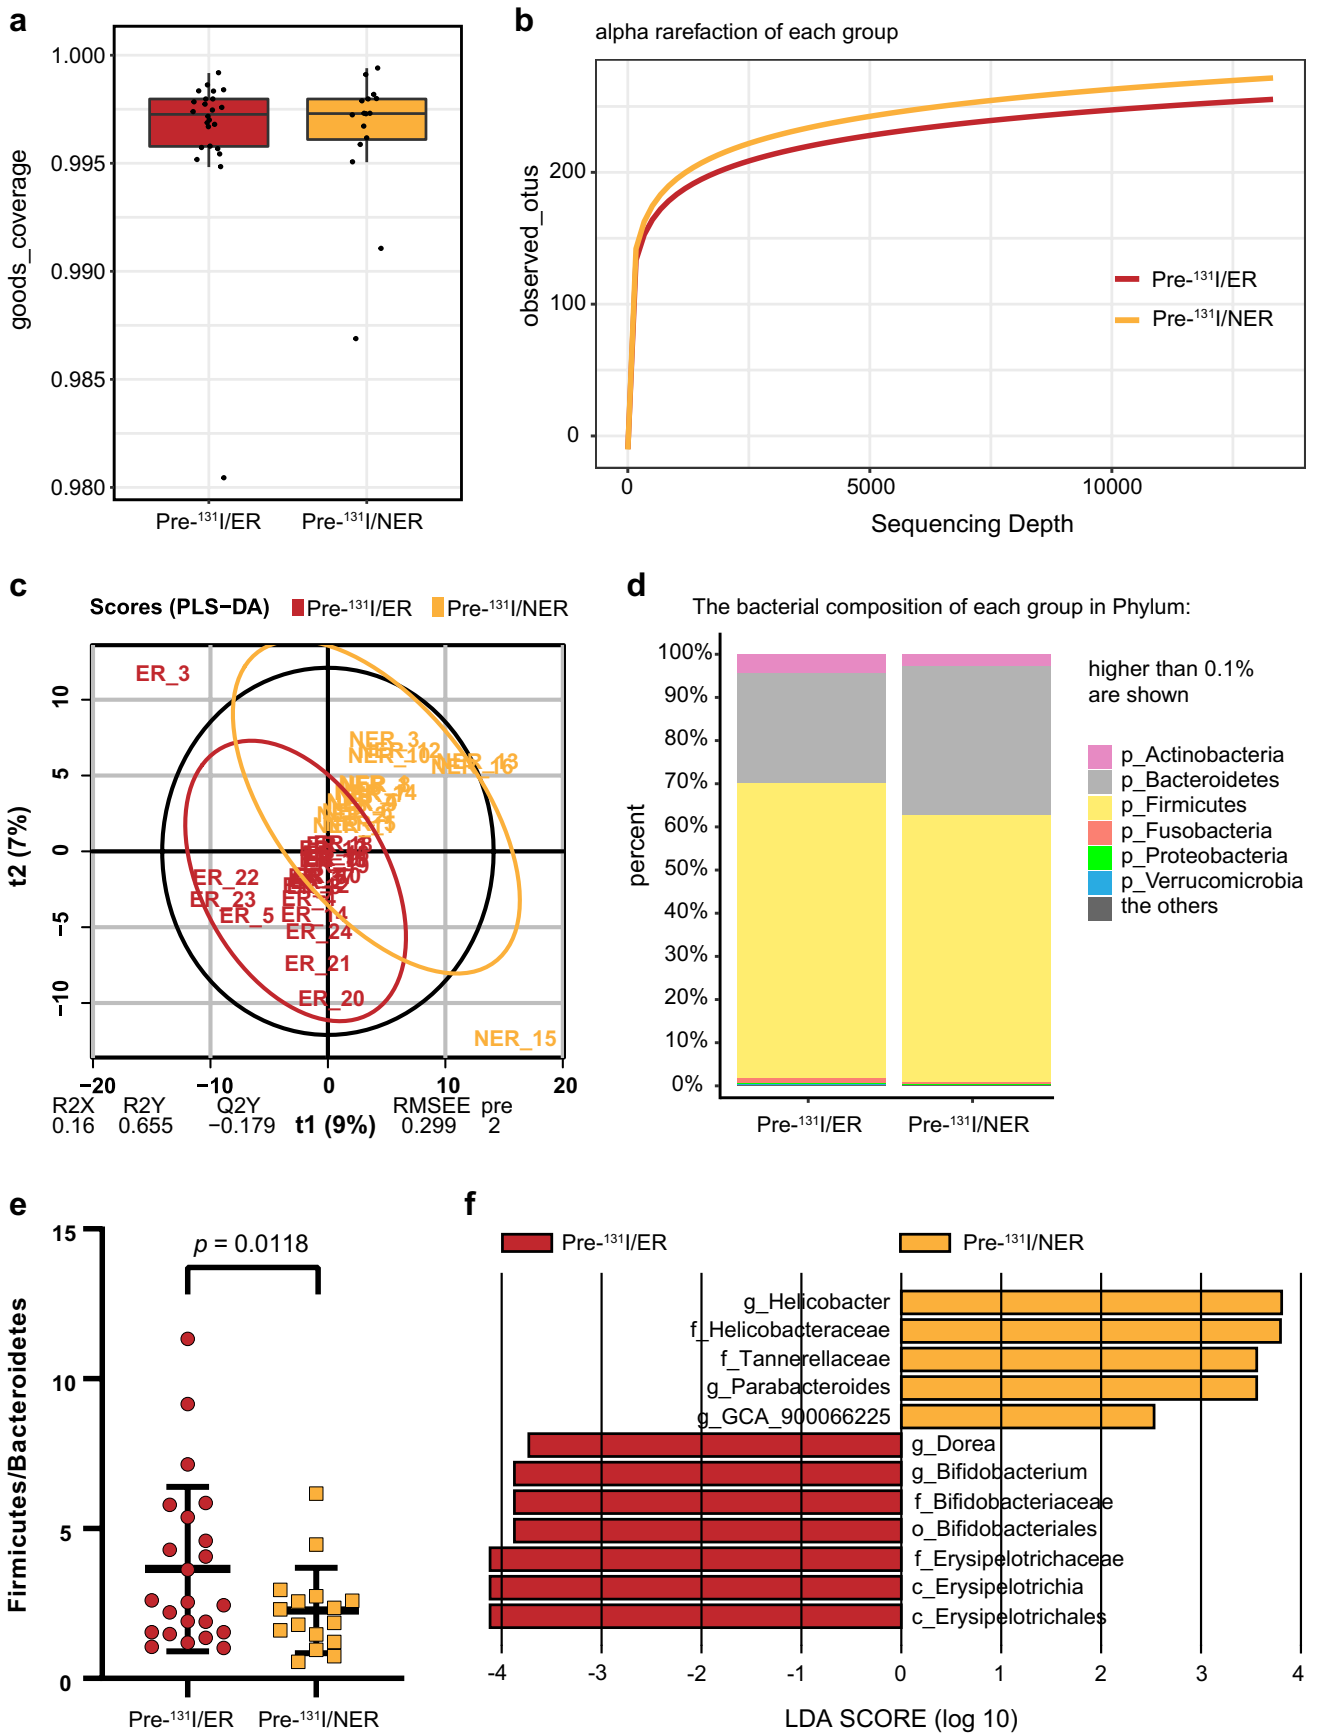 a
1.000
0.995
0.990
0.985
0.980
goods_coverage
Pre-¹³¹I/ER
Pre-¹³¹I/NER
b
alpha rarefaction of each group
observed_otus
200
100
0
Pre-¹³¹I/ER
Pre-¹³¹I/NER
0
5000
10000
Sequencing Depth
c
Scores (PLS−DA)
Pre-¹³¹I/ER
Pre-¹³¹I/NER
t2 (7%)
10
5
0
−5
−10
ER_3
NER_3
NER_12
NER_10
NER_13
NER_16
ER_22
ER_23
ER_5
ER_14
ER_24
ER_21
ER_20
NER_15
−20
−10
0
10
20
R2X R2Y Q2Y RMSEE pre
0.16 0.655 −0.179 t1 (9%) 0.299 2
d
The bacterial composition of each group in Phylum:
percent
100%
90%
80%
70%
60%
50%
40%
30%
20%
10%
0%
Pre-¹³¹I/ER
Pre-¹³¹I/NER
higher than 0.1%
are shown
p_Actinobacteria
p_Bacteroidetes
p_Firmicutes
p_Fusobacteria
p_Proteobacteria
p_Verrucomicrobia
the others
e
Firmicutes/Bacteroidetes
15
10
5
0
p = 0.0118
Pre-¹³¹I/ER
Pre-¹³¹I/NER
f
Pre-¹³¹I/ER
Pre-¹³¹I/NER
g_Helicobacter
f_Helicobacteraceae
f_Tannerellaceae
g_Parabacteroides
g_GCA_900066225
g_Dorea
g_Bifidobacterium
f_Bifidobacteriaceae
o_Bifidobacteriales
f_Erysipelotrichaceae
c_Erysipelotrichia
c_Erysipelotrichales
-4
-3
-2
-1
0
1
2
3
4
LDA SCORE (log 10)